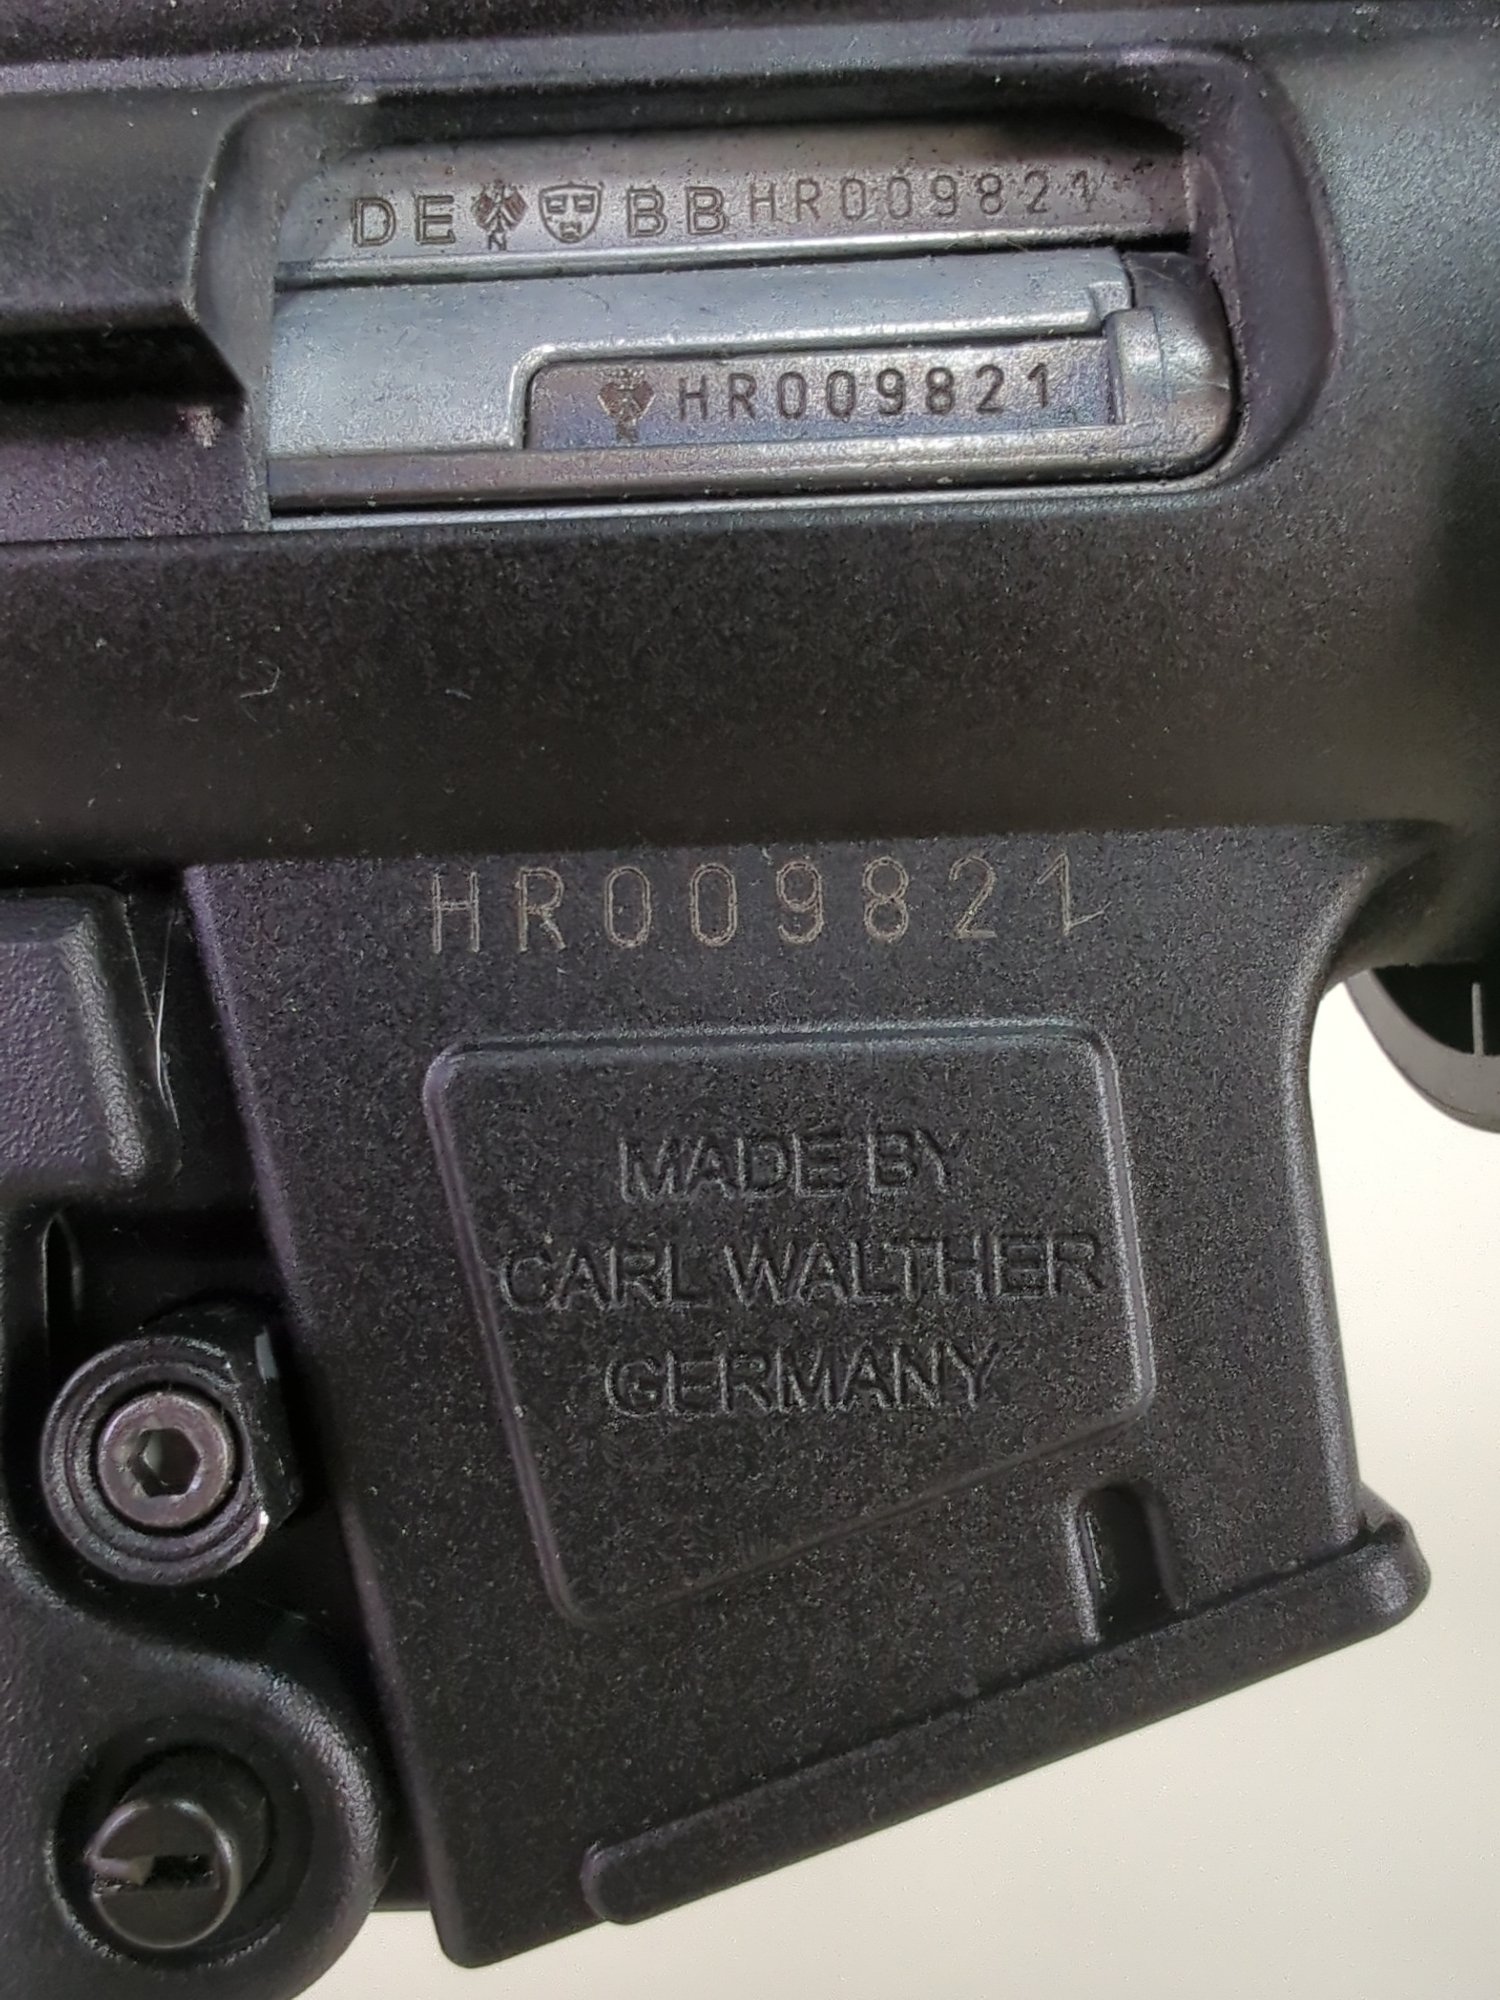 DE N BB HR009821
N HR009821
HR009821
MADE BY
CARL WALTHER
GERMANY